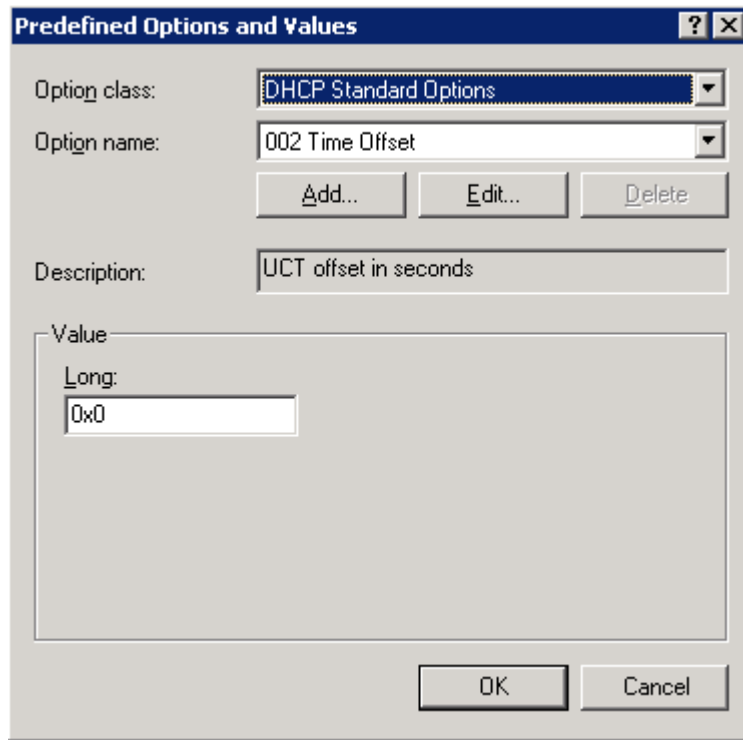 Predefined Options and Values
Option class: DHCP Standard Options
Option name: 002 Time Offset
Add... Edit... Delete
Description: UCT offset in seconds
Value
Long:
0x0
OK Cancel